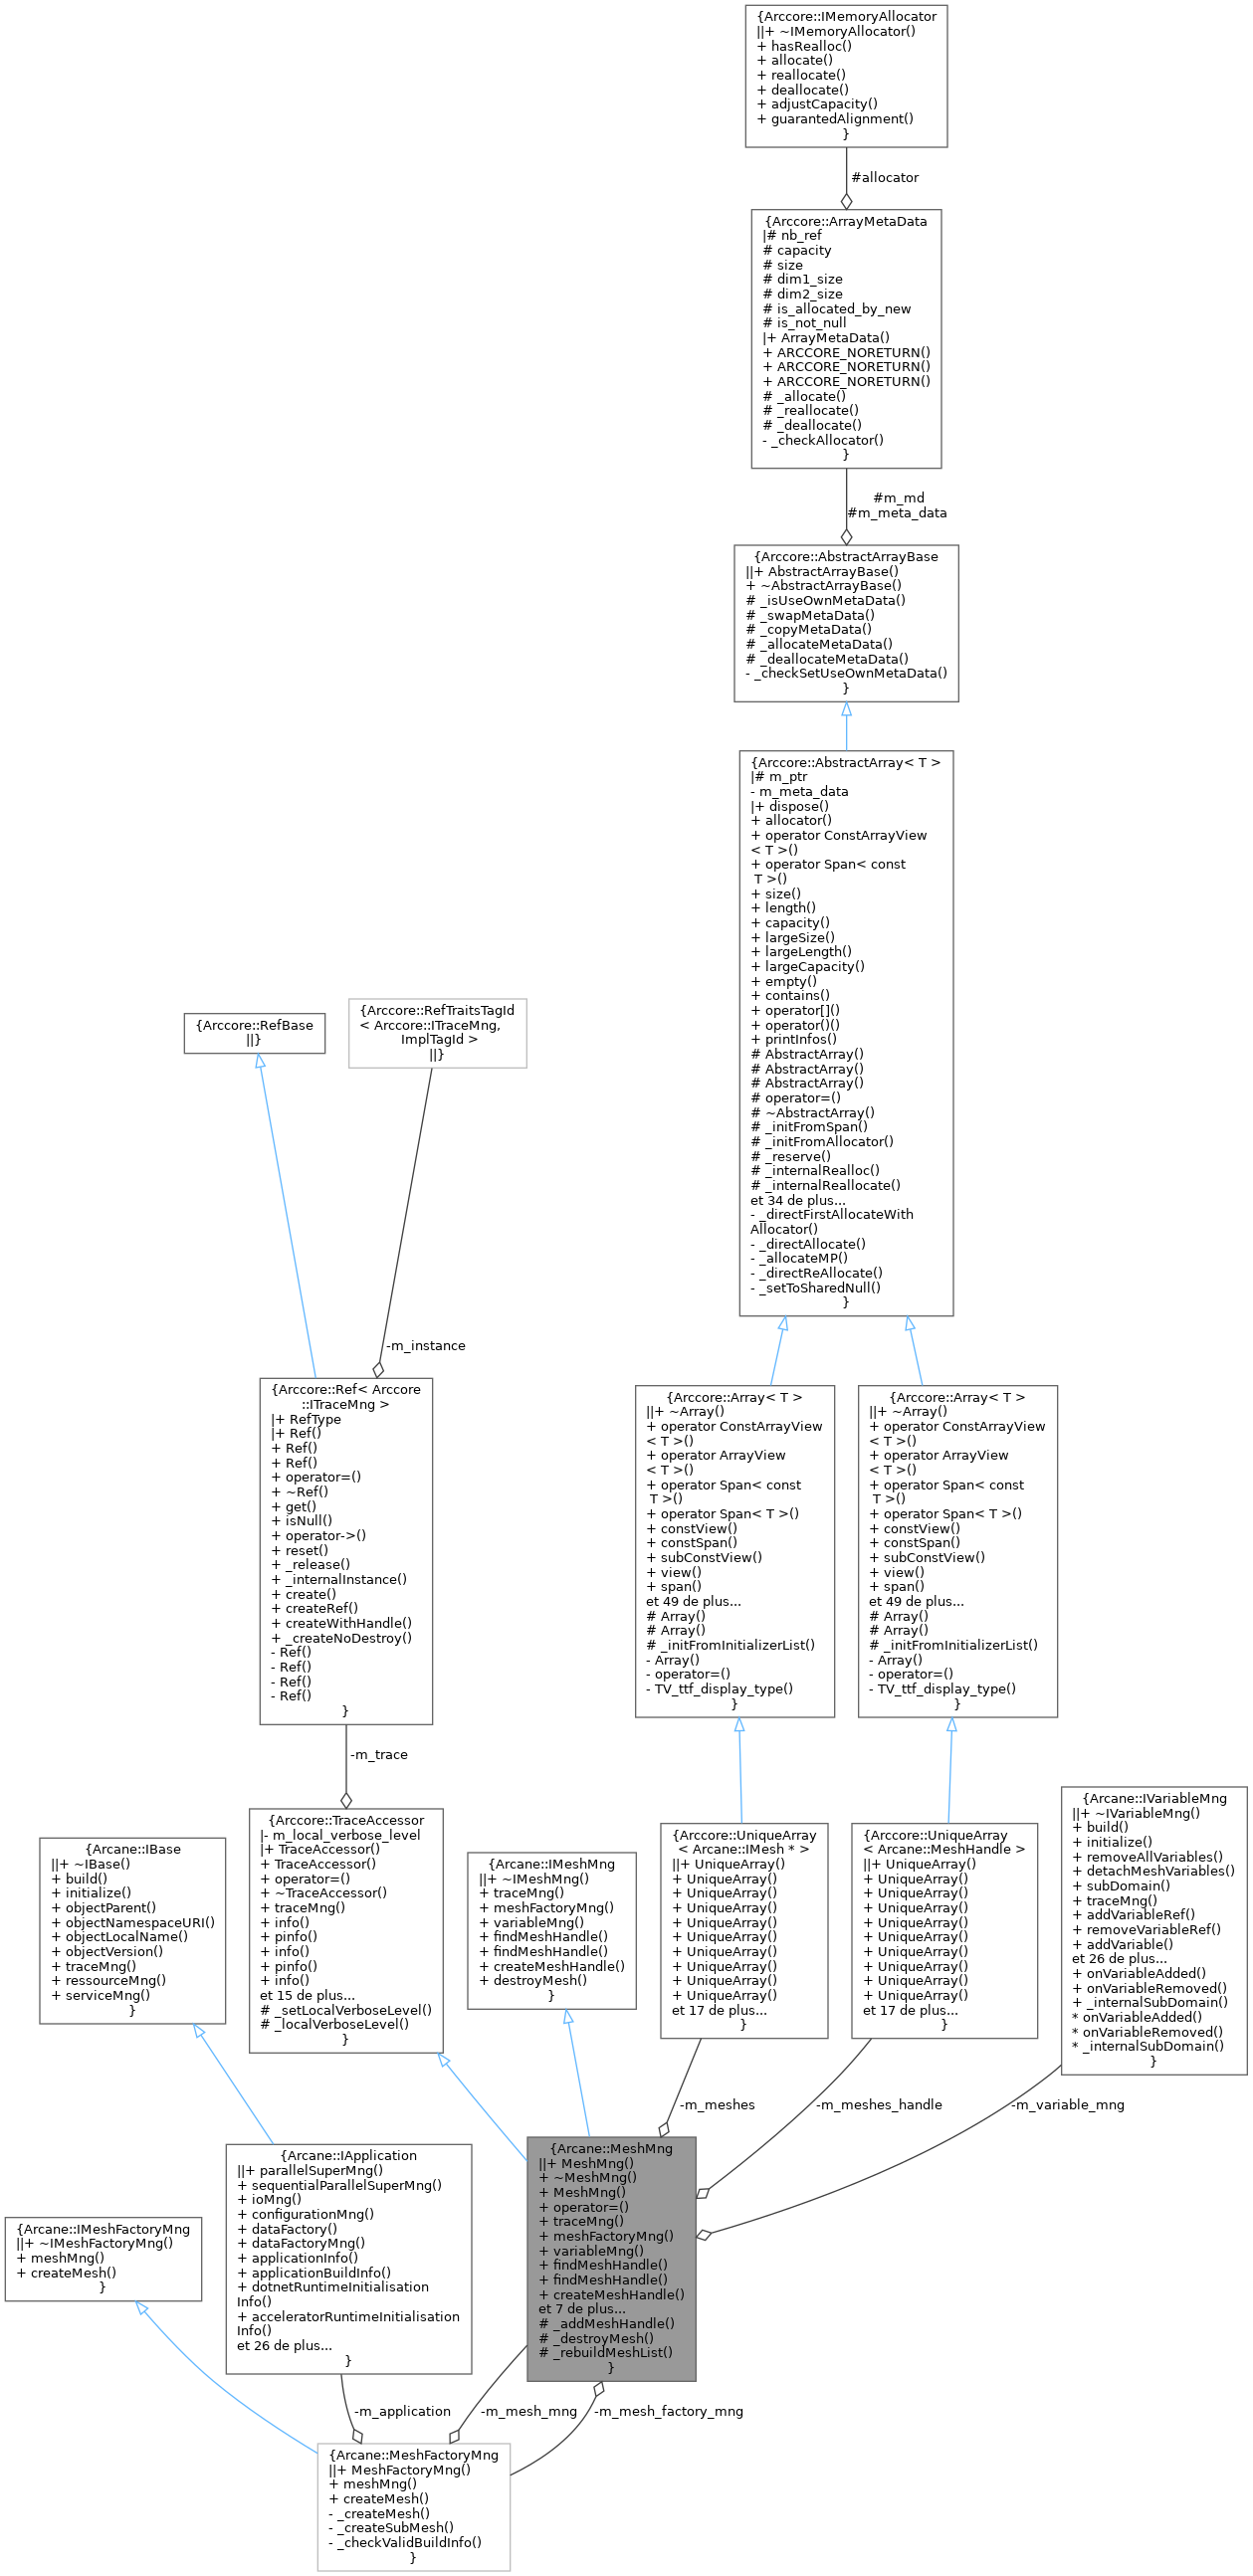 {Arccore::IMemoryAllocator
||+ ~IMemoryAllocator()
+ hasRealloc()
+ allocate()
+ reallocate()
+ deallocate()
+ adjustCapacity()
+ guarantedAlignment()
}
#allocator
{Arccore::ArrayMetaData
|# nb_ref
# capacity
# size
# dim1_size
# dim2_size
# is_allocated_by_new
# is_not_null
|+ ArrayMetaData()
+ ARCCORE_NORETURN()
+ ARCCORE_NORETURN()
+ ARCCORE_NORETURN()
# _allocate()
# _reallocate()
# _deallocate()
- _checkAllocator()
}
#m_md
#m_meta_data
{Arccore::AbstractArrayBase
||+ AbstractArrayBase()
+ ~AbstractArrayBase()
# _isUseOwnMetaData()
# _swapMetaData()
# _copyMetaData()
# _allocateMetaData()
# _deallocateMetaData()
- _checkSetUseOwnMetaData()
}
{Arccore::AbstractArray< T >
|# m_ptr
- m_meta_data
|+ dispose()
+ allocator()
+ operator ConstArrayView
< T >()
+ operator Span< const
T >()
+ size()
+ length()
+ capacity()
+ largeSize()
+ largeLength()
+ largeCapacity()
+ empty()
+ contains()
+ operator[]()
+ operator()()
+ printInfos()
# AbstractArray()
# AbstractArray()
# AbstractArray()
# operator=()
# ~AbstractArray()
# _initFromSpan()
# _initFromAllocator()
# _reserve()
# _internalRealloc()
# _internalReallocate()
et 34 de plus...
- _directFirstAllocateWith
Allocator()
- _directAllocate()
- _allocateMP()
- _directReAllocate()
- _setToSharedNull()
}
{Arccore::RefBase
||}
{Arccore::RefTraitsTagId
< Arccore::ITraceMng,
ImplTagId >
||}
-m_instance
{Arccore::Ref< Arccore
::ITraceMng >
|+ RefType
|+ Ref()
+ Ref()
+ Ref()
+ operator=()
+ ~Ref()
+ get()
+ isNull()
+ operator->()
+ reset()
+ _release()
+ _internalInstance()
+ create()
+ createRef()
+ createWithHandle()
+ _createNoDestroy()
- Ref()
- Ref()
- Ref()
- Ref()
}
{Arccore::Array< T >
||+ ~Array()
+ operator ConstArrayView
< T >()
+ operator ArrayView
< T >()
+ operator Span< const
T >()
+ operator Span< T >()
+ constView()
+ constSpan()
+ subConstView()
+ view()
+ span()
et 49 de plus...
# Array()
# Array()
# _initFromInitializerList()
- Array()
- operator=()
- TV_ttf_display_type()
}
{Arccore::Array< T >
||+ ~Array()
+ operator ConstArrayView
< T >()
+ operator ArrayView
< T >()
+ operator Span< const
T >()
+ operator Span< T >()
+ constView()
+ constSpan()
+ subConstView()
+ view()
+ span()
et 49 de plus...
# Array()
# Array()
# _initFromInitializerList()
- Array()
- operator=()
- TV_ttf_display_type()
}
-m_trace
{Arcane::IBase
||+ ~IBase()
+ build()
+ initialize()
+ objectParent()
+ objectNamespaceURI()
+ objectLocalName()
+ objectVersion()
+ traceMng()
+ ressourceMng()
+ serviceMng()
}
{Arccore::TraceAccessor
|- m_local_verbose_level
|+ TraceAccessor()
+ TraceAccessor()
+ operator=()
+ ~TraceAccessor()
+ traceMng()
+ info()
+ pinfo()
+ info()
+ pinfo()
+ info()
et 15 de plus...
# _setLocalVerboseLevel()
# _localVerboseLevel()
}
{Arcane::IMeshMng
||+ ~IMeshMng()
+ traceMng()
+ meshFactoryMng()
+ variableMng()
+ findMeshHandle()
+ findMeshHandle()
+ createMeshHandle()
+ destroyMesh()
}
{Arccore::UniqueArray
< Arcane::IMesh * >
||+ UniqueArray()
+ UniqueArray()
+ UniqueArray()
+ UniqueArray()
+ UniqueArray()
+ UniqueArray()
+ UniqueArray()
+ UniqueArray()
+ UniqueArray()
+ UniqueArray()
et 17 de plus...
}
{Arccore::UniqueArray
< Arcane::MeshHandle >
||+ UniqueArray()
+ UniqueArray()
+ UniqueArray()
+ UniqueArray()
+ UniqueArray()
+ UniqueArray()
+ UniqueArray()
+ UniqueArray()
+ UniqueArray()
+ UniqueArray()
et 17 de plus...
}
{Arcane::IVariableMng
||+ ~IVariableMng()
+ build()
+ initialize()
+ removeAllVariables()
+ detachMeshVariables()
+ subDomain()
+ traceMng()
+ addVariableRef()
+ removeVariableRef()
+ addVariable()
et 26 de plus...
+ onVariableAdded()
+ onVariableRemoved()
+ _internalSubDomain()
* onVariableAdded()
* onVariableRemoved()
* _internalSubDomain()
}
-m_meshes
-m_meshes_handle
-m_variable_mng
{Arcane::IMeshFactoryMng
||+ ~IMeshFactoryMng()
+ meshMng()
+ createMesh()
}
{Arcane::IApplication
||+ parallelSuperMng()
+ sequentialParallelSuperMng()
+ ioMng()
+ configurationMng()
+ dataFactory()
+ dataFactoryMng()
+ applicationInfo()
+ applicationBuildInfo()
+ dotnetRuntimeInitialisation
Info()
+ acceleratorRuntimeInitialisation
Info()
et 26 de plus...
}
{Arcane::MeshMng
||+ MeshMng()
+ ~MeshMng()
+ MeshMng()
+ operator=()
+ traceMng()
+ meshFactoryMng()
+ variableMng()
+ findMeshHandle()
+ findMeshHandle()
+ createMeshHandle()
et 7 de plus...
# _addMeshHandle()
# _destroyMesh()
# _rebuildMeshList()
}
-m_application
-m_mesh_mng
-m_mesh_factory_mng
{Arcane::MeshFactoryMng
||+ MeshFactoryMng()
+ meshMng()
+ createMesh()
- _createMesh()
- _createSubMesh()
- _checkValidBuildInfo()
}